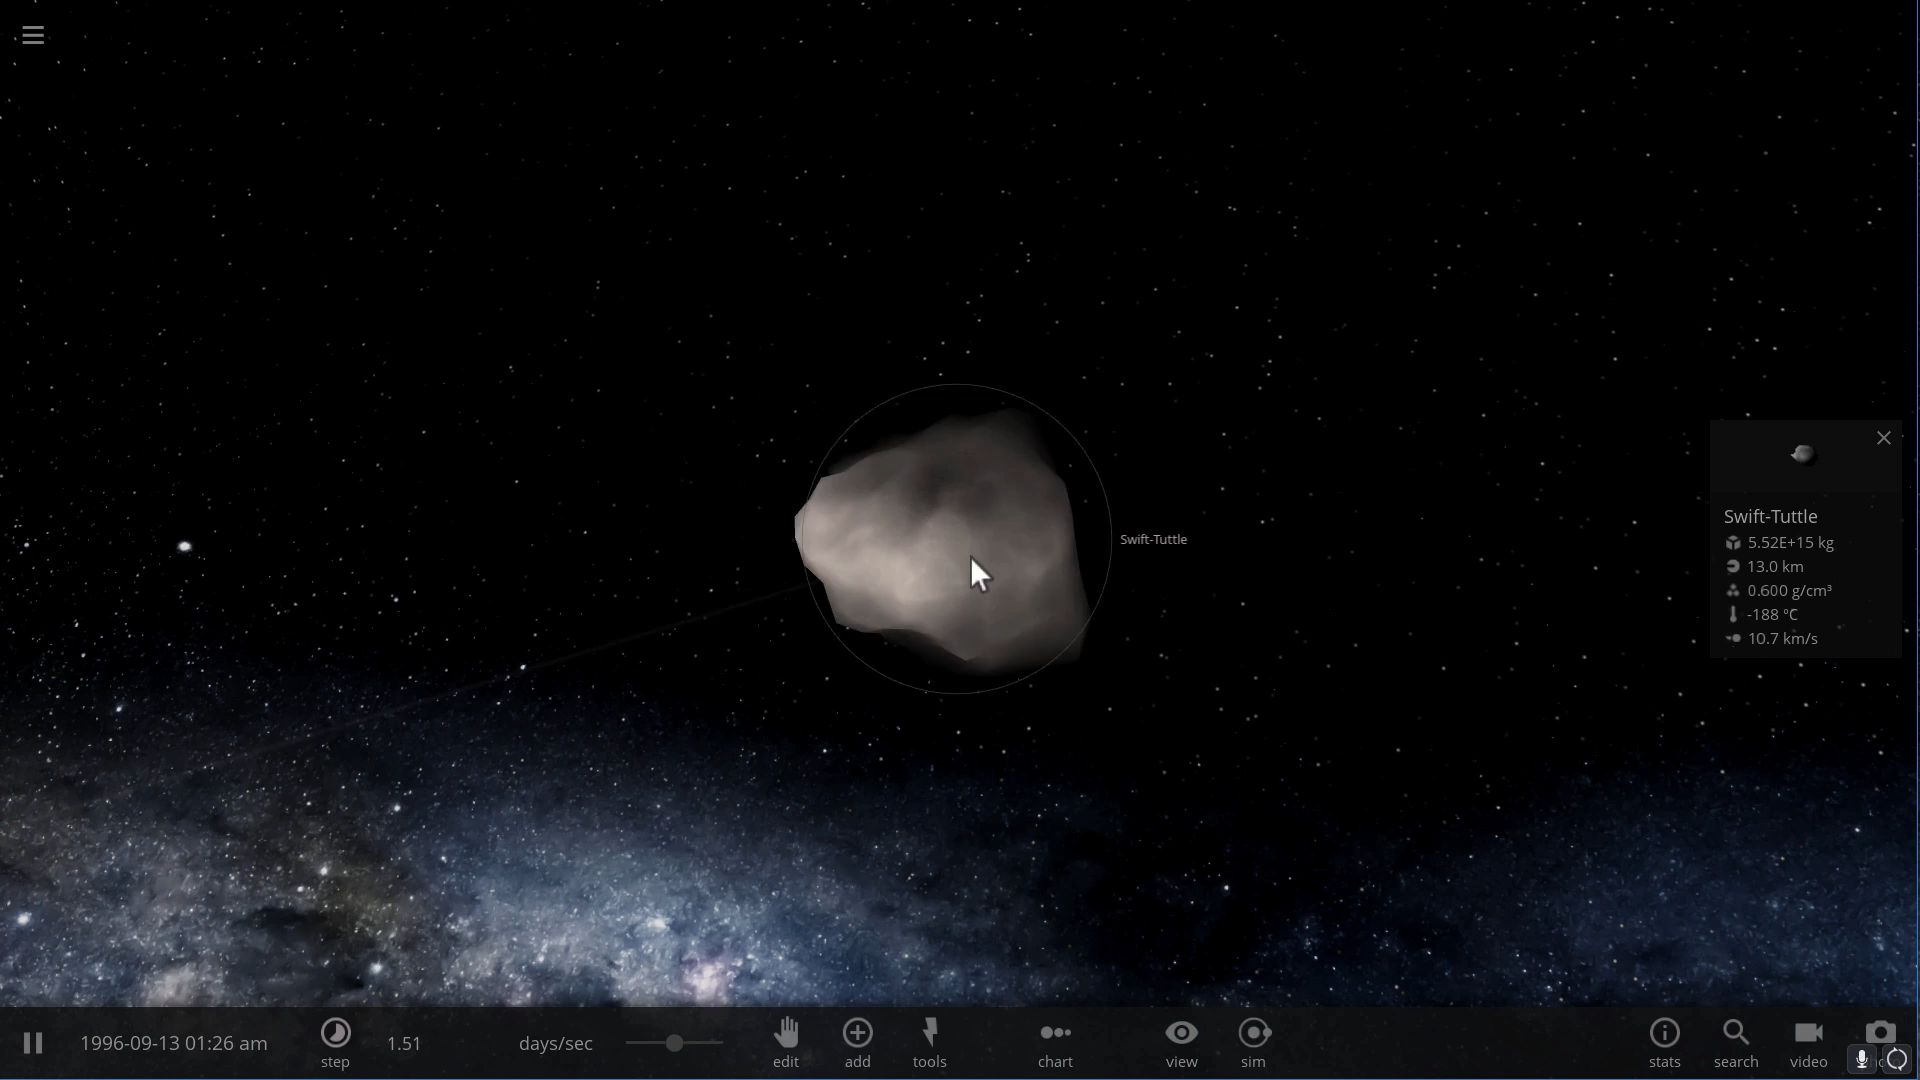 Swift-Tuttle
Swift-Tuttle
5.52E+15 kg
13.0 km
0.600 g/cm³
-188 °C
10.7 km/s
1996-09-13 01:26 am
step
1.51
days/sec
edit
add
tools
chart
view
sim
stats
search
video